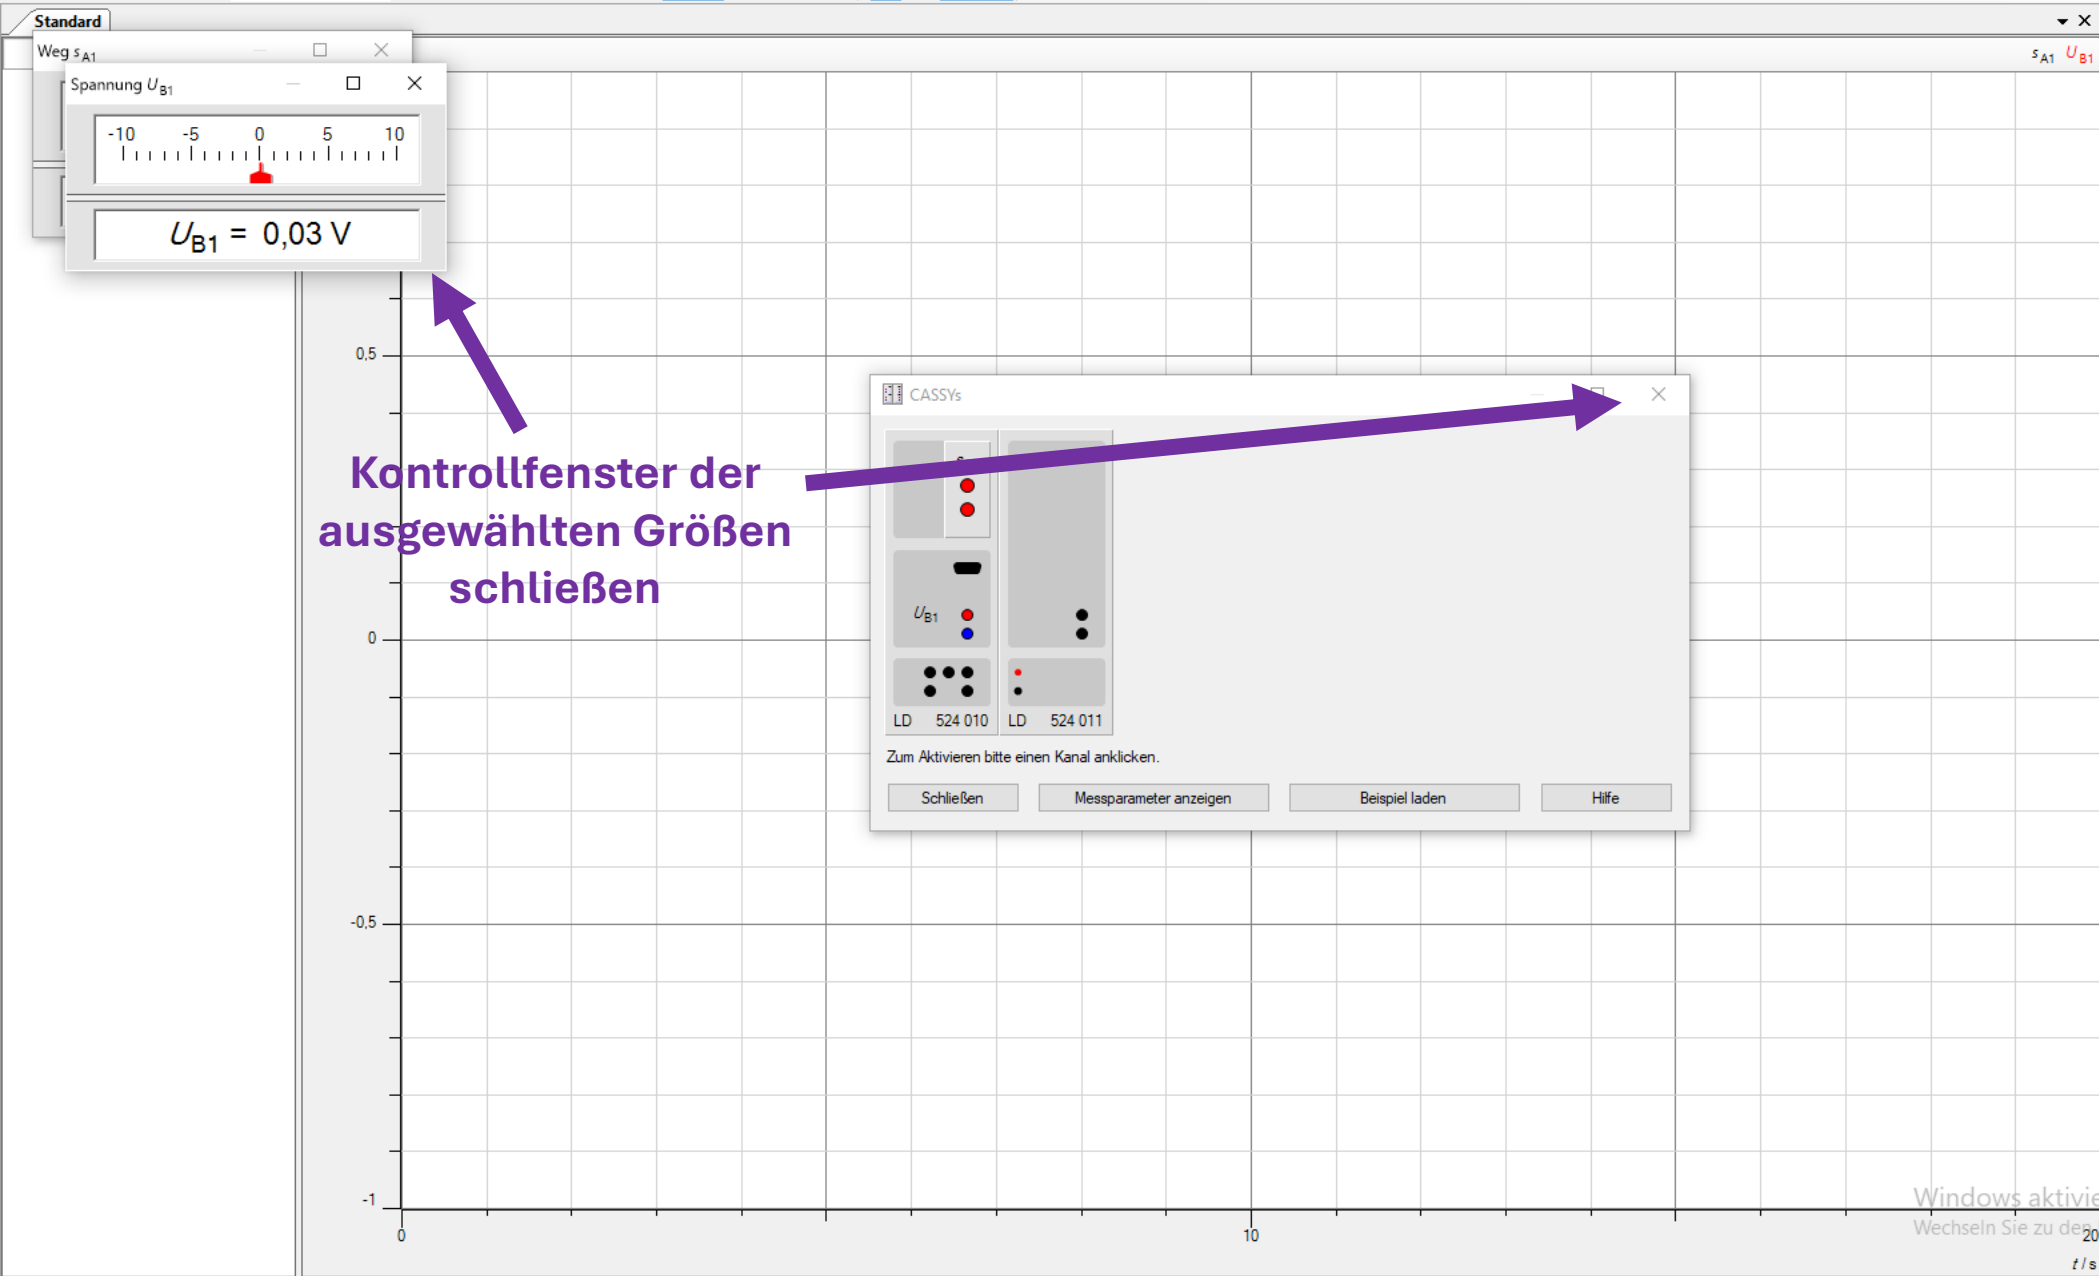 Standard
s A1 U B1
Weg s A1
Spannung U B1
-10 -5 0 5 10
U B1 = 0,03 V
0,5
0
-0,5
-1
Kontrollfenster der
ausgewählten Größen
schließen
CASSYs
U B1
LD 524 010 LD 524 011
Zum Aktivieren bitte einen Kanal anklicken.
Schließen Messparameter anzeigen Beispiel laden Hilfe
Windows aktivie
Wechseln Sie zu den
0 10 20
t / s